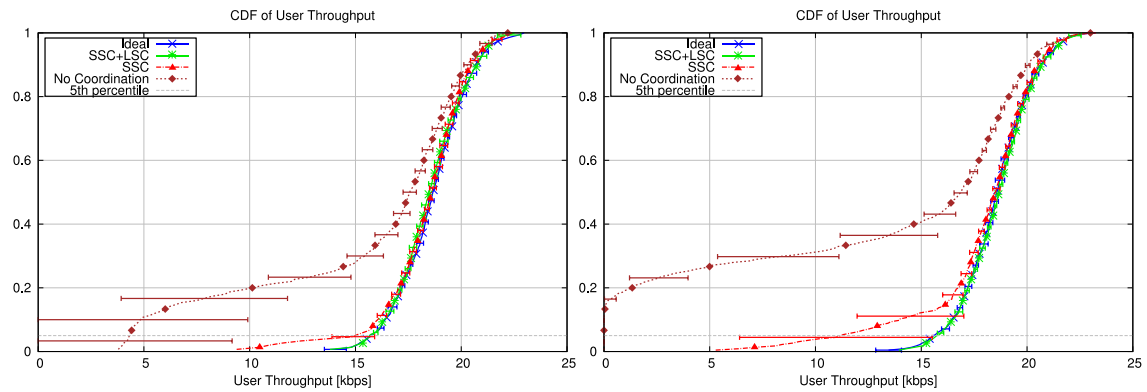 CDF of User Throughput
1
0.8
0.6
0.4
0.2
0
0
5
10
15
20
25
User Throughput [kbps]
Ideal
SSC+LSC
SSC
No Coordination
5th percentile
CDF of User Throughput
1
0.8
0.6
0.4
0.2
0
0
5
10
15
20
25
User Throughput [kbps]
Ideal
SSC+LSC
SSC
No Coordination
5th percentile